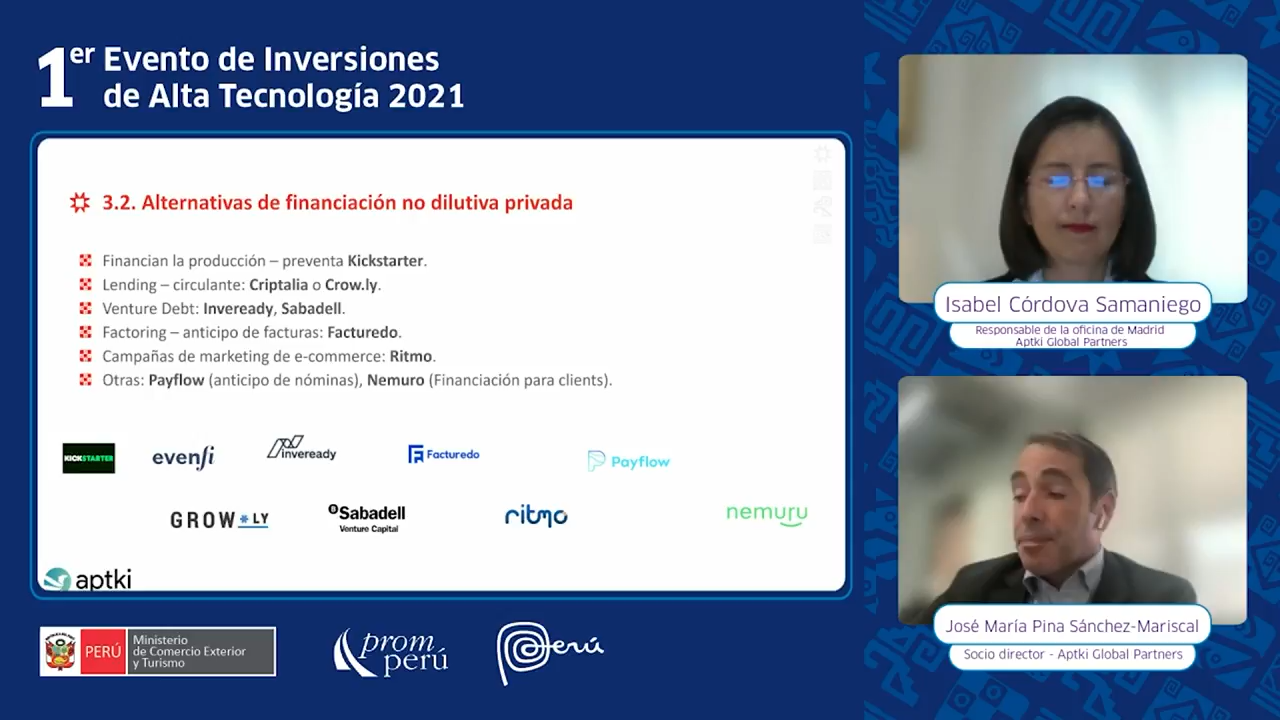 1er Evento de Inversiones
de Alta Tecnología 2021
3.2. Alternativas de financiación no dilutiva privada
Financian la producción – preventa Kickstarter.
Lending – circulante: Criptalia o Crow.ly.
Venture Debt: Inveready, Sabadell.
Factoring – anticipo de facturas: Facturedo.
Campañas de marketing de e-commerce: Ritmo.
Otras: Payflow (anticipo de nóminas), Nemuro (Financiación para clients).
KICKSTARTER
evenfi
inveready
Facturedo
Payflow
GROW*LY
Sabadell
Venture Capital
ritmo
nemuru
aptki
PERÚ
Ministerio
de Comercio Exterior
y Turismo
prom
perú
Perú
Isabel Córdova Samaniego
Responsable de la oficina de Madrid
Aptki Global Partners
José María Pina Sánchez-Mariscal
Socio director - Aptki Global Partners